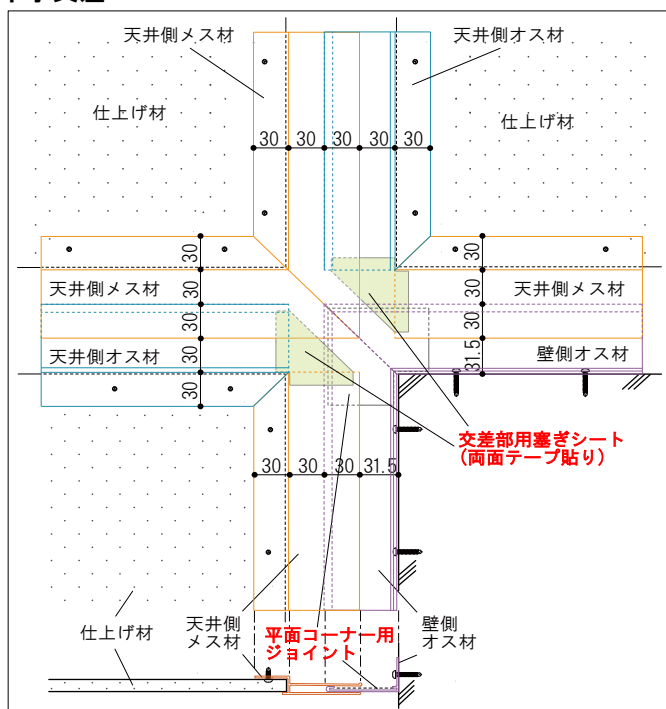 天井側メス材
天井側オス材
仕上げ材
仕上げ材
30 30 30 30
30
30
30
30
30
天井側メス材
天井側オス材
30
30
30
31.5
天井側メス材
壁側オス材
交差部用塞ぎシート
(両面テープ貼り)
30 30 30 31.5
仕上げ材
天井側
メス材
平面コーナー用
ジョイント
壁側
オス材